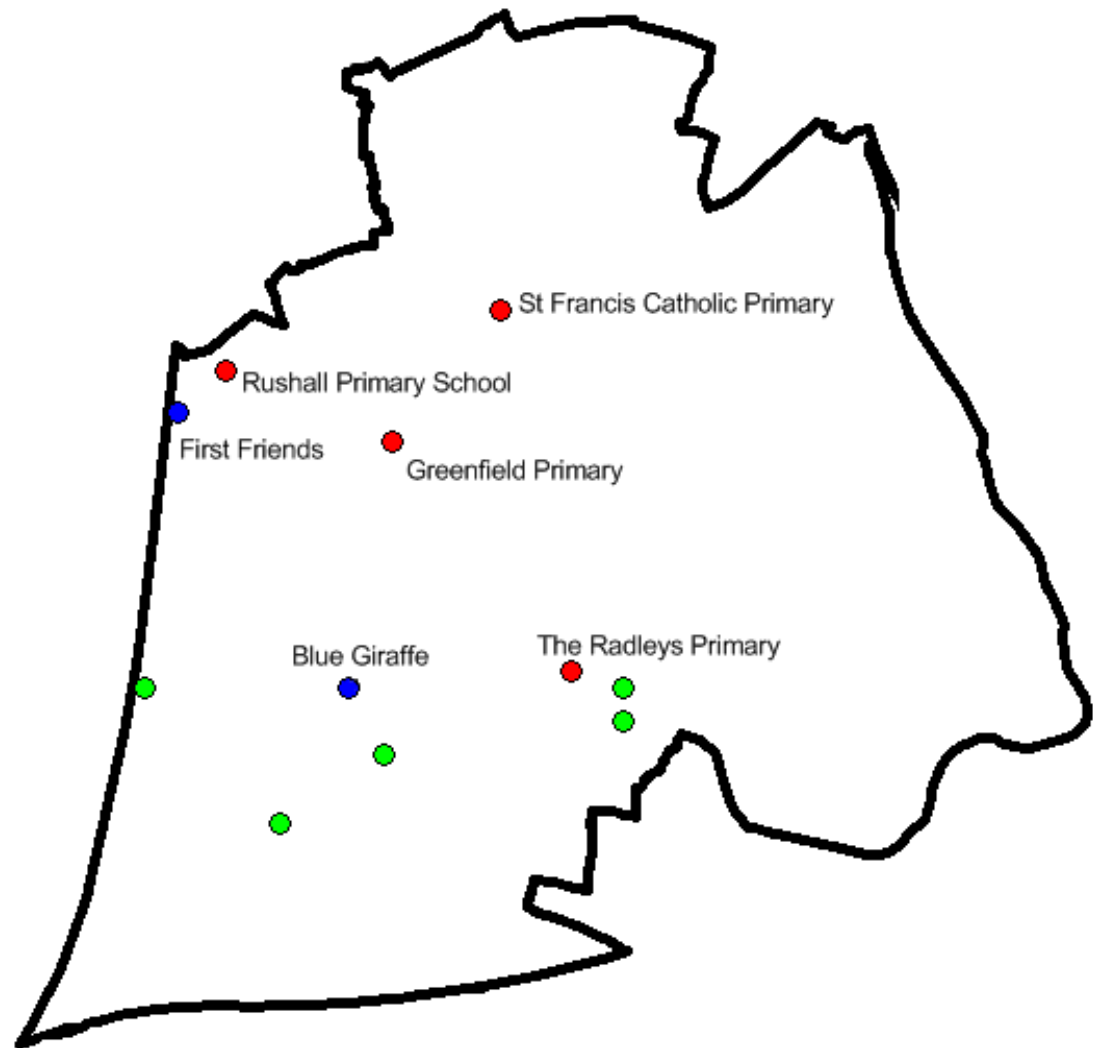 St Francis Catholic Primary
Rushall Primary School
First Friends
Greenfield Primary
The Radleys Primary
Blue Giraffe